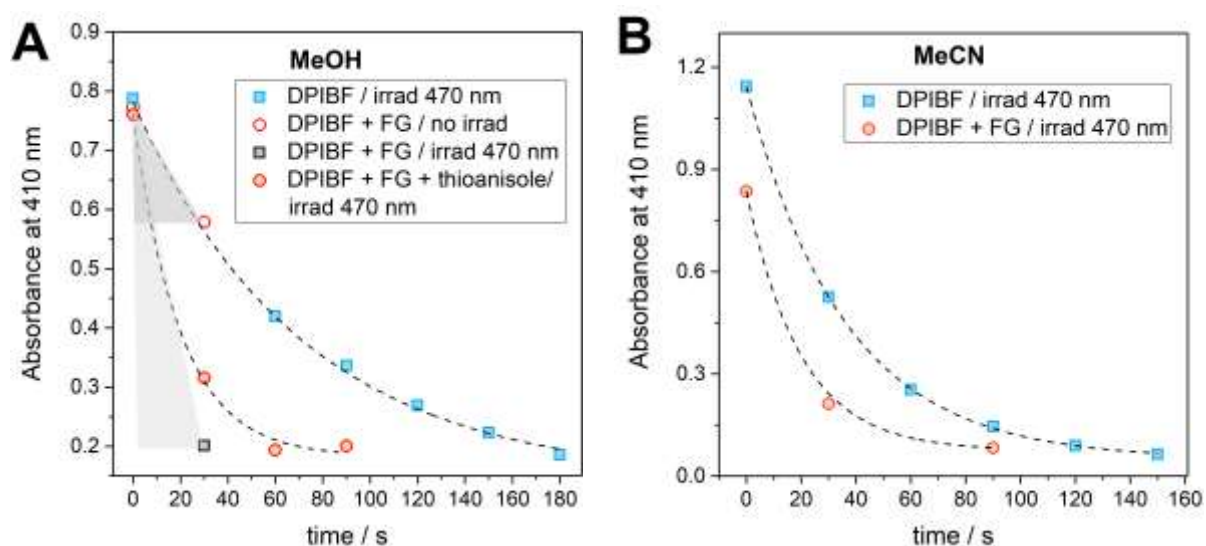 A
MeOH
DPIBF / irrad 470 nm
DPIBF + FG / no irrad
DPIBF + FG / irrad 470 nm
DPIBF + FG + thioanisole/
irrad 470 nm
Absorbance at 410 nm
0.9
0.8
0.7
0.6
0.5
0.4
0.3
0.2
0 20 40 60 80 100 120 140 160 180
time / s
B
MeCN
DPIBF / irrad 470 nm
DPIBF + FG / irrad 470 nm
Absorbance at 410 nm
1.2
0.9
0.6
0.3
0.0
0 20 40 60 80 100 120 140 160
time / s